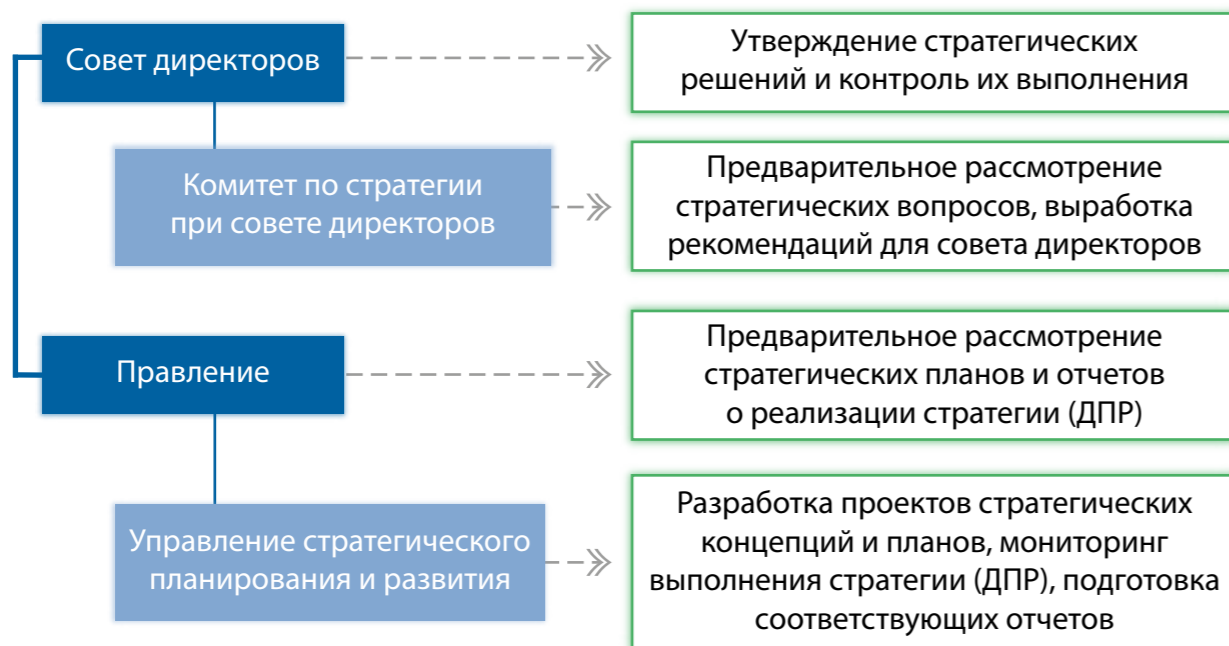 Совет директоров
Утверждение стратегических
решений и контроль их выполнения
Комитет по стратегии
при совете директоров
Предварительное рассмотрение
стратегических вопросов, выработка
рекомендаций для совета директоров
Правление
Предварительное рассмотрение
стратегических планов и отчетов
о реализации стратегии (ДПР)
Управление стратегического
планирования и развития
Разработка проектов стратегических
концепций и планов, мониторинг
выполнения стратегии (ДПР), подготовка
соответствующих отчетов